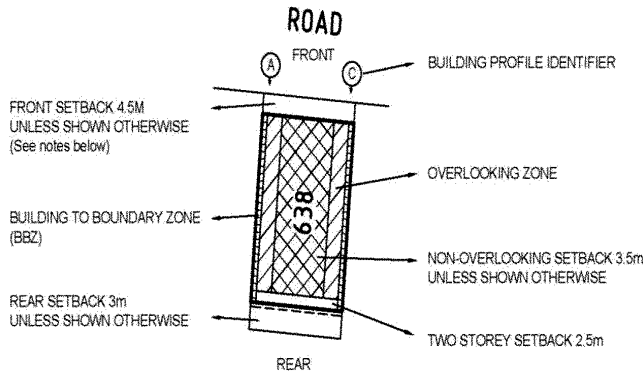 ROAD
FRONT
A
C
BUILDING PROFILE IDENTIFIER
FRONT SETBACK 4.5M
UNLESS SHOWN OTHERWISE
(See notes below)
OVERLOOKING ZONE
638
BUILDING TO BOUNDARY ZONE
(BBZ)
NON-OVERLOOKING SETBACK 3.5m
UNLESS SHOWN OTHERWISE
REAR SETBACK 3m
UNLESS SHOWN OTHERWISE
TWO STOREY SETBACK 2.5m
REAR